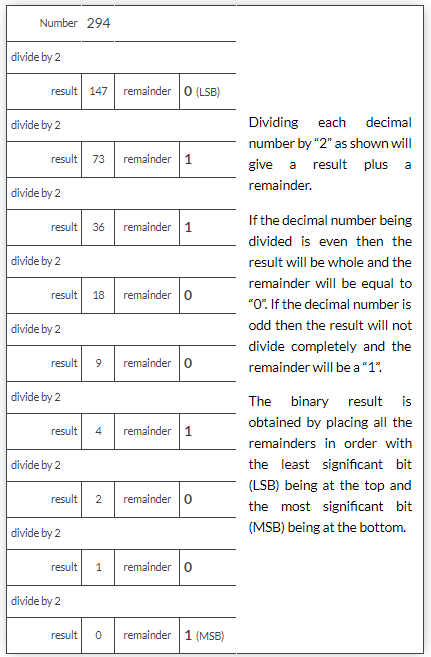 Number 294
divide by 2
result 147 remainder 0 (LSB)
divide by 2
result 73 remainder 1
divide by 2
result 36 remainder 1
divide by 2
result 18 remainder 0
divide by 2
result 9 remainder 0
divide by 2
result 4 remainder 1
divide by 2
result 2 remainder 0
divide by 2
result 1 remainder 0
divide by 2
result 0 remainder 1 (MSB)
Dividing each decimal
number by “2” as shown will
give a result plus a
remainder.
If the decimal number being
divided is even then the
result will be whole and the
remainder will be equal to
“0”. If the decimal number is
odd then the result will not
divide completely and the
remainder will be a “1”.
The binary result is
obtained by placing all the
remainders in order with
the least significant bit
(LSB) being at the top and
the most significant bit
(MSB) being at the bottom.